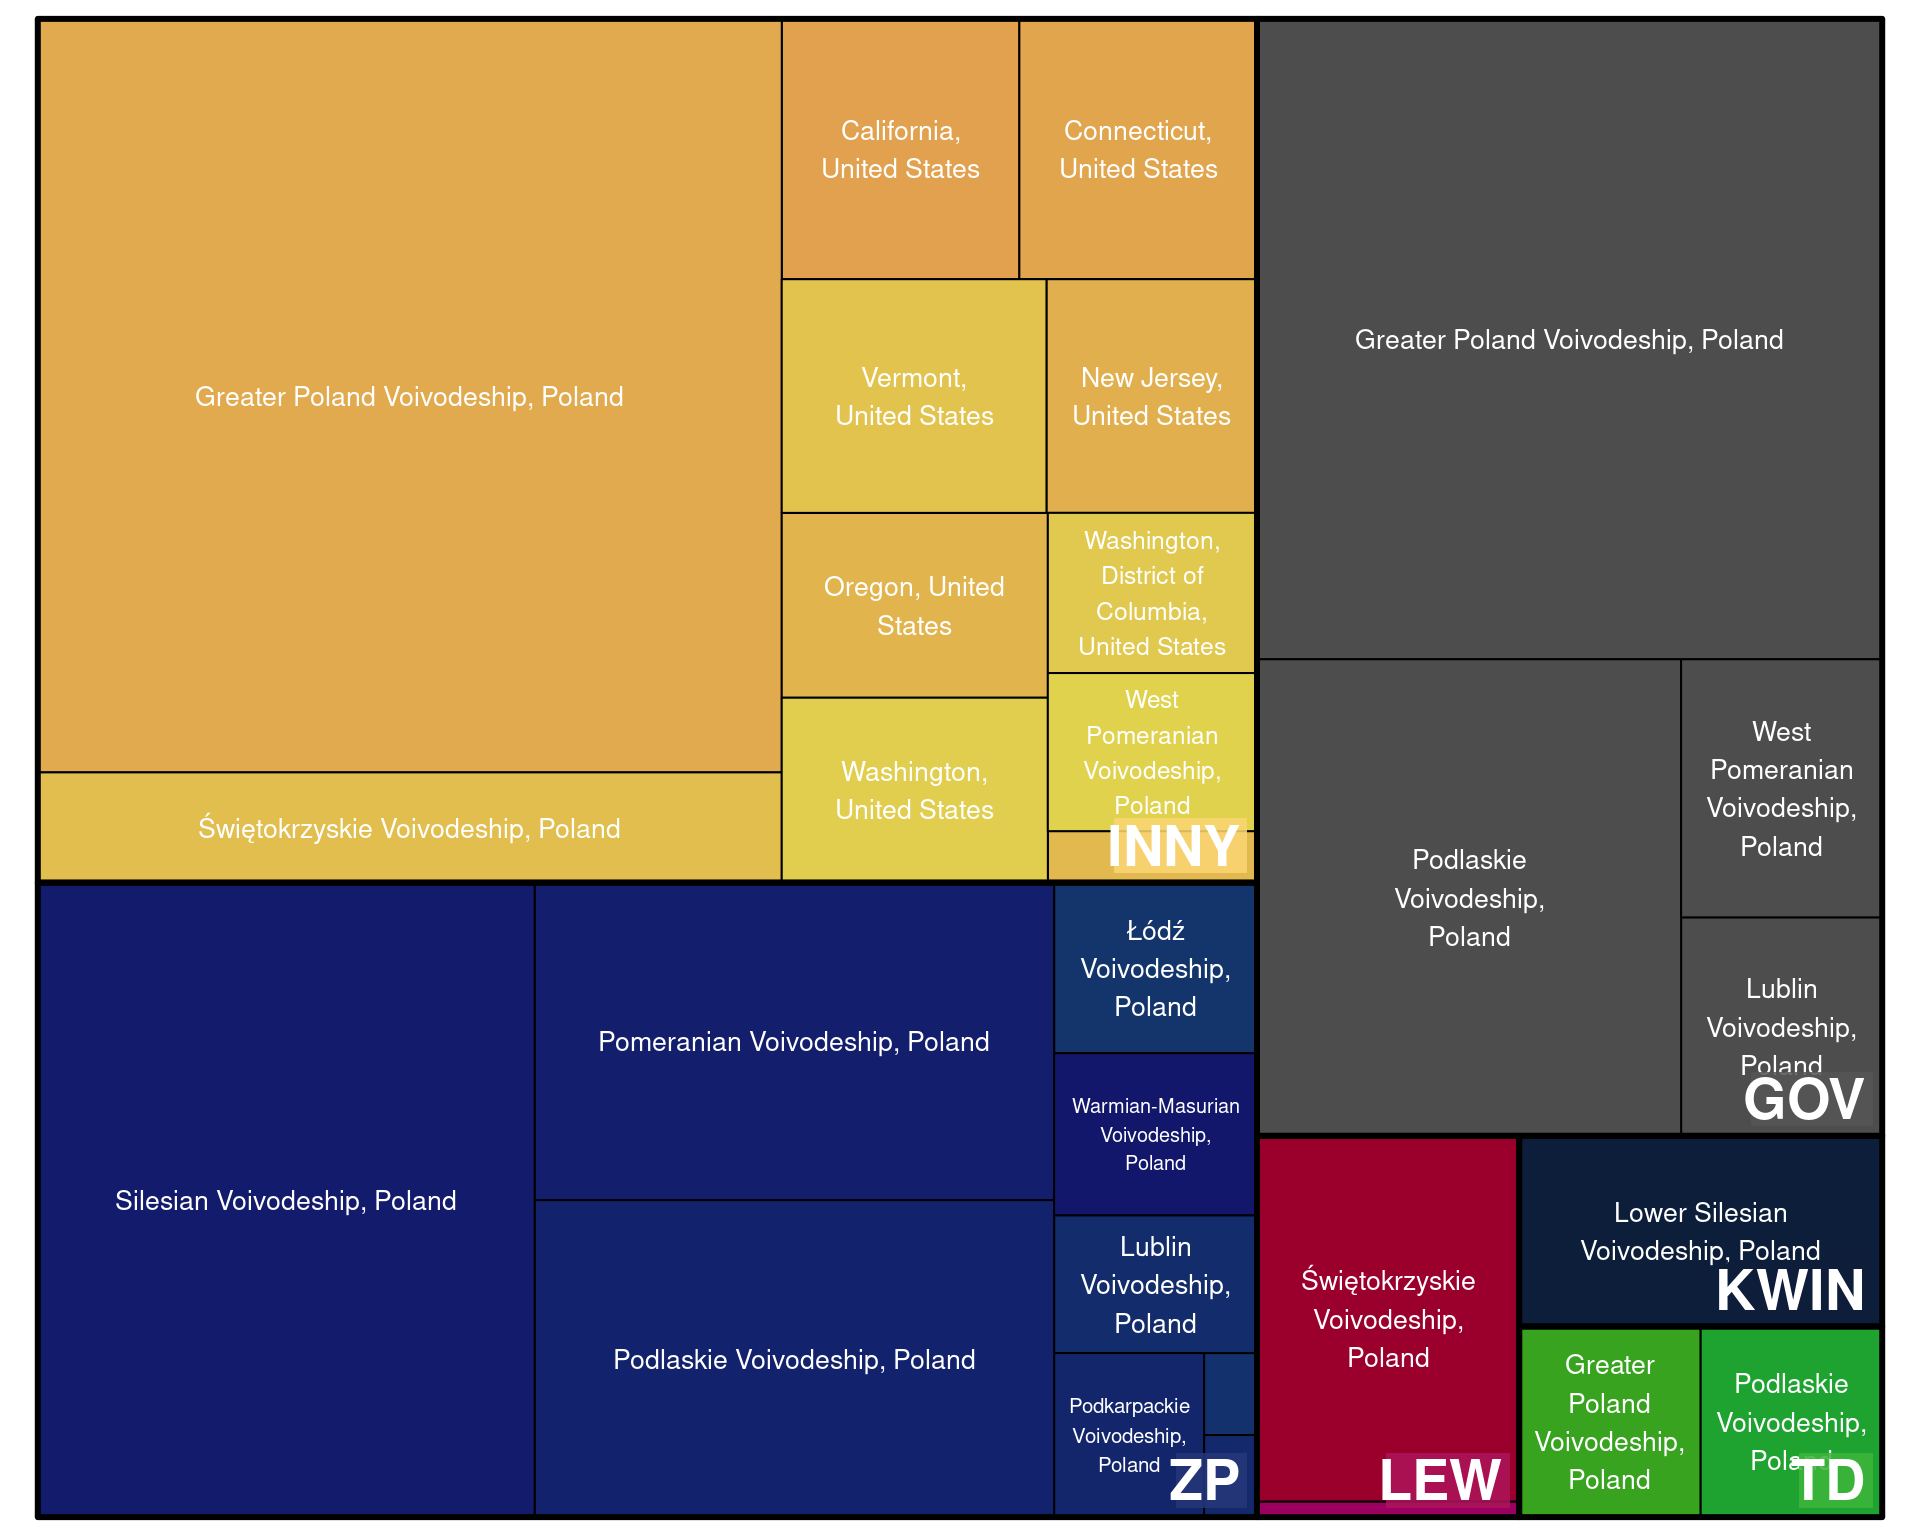 Greater Poland Voivodeship, Poland
Świętokrzyskie Voivodeship, Poland
California,
United States
Connecticut,
United States
Vermont,
United States
New Jersey,
United States
Oregon, United
States
Washington,
District of
Columbia,
United States
Washington,
United States
West
Pomeranian
Voivodeship,
Poland
INNY
Greater Poland Voivodeship, Poland
Podlaskie
Voivodeship,
Poland
West
Pomeranian
Voivodeship,
Poland
Lublin
Voivodeship,
Poland
GOV
Silesian Voivodeship, Poland
Pomeranian Voivodeship, Poland
Podlaskie Voivodeship, Poland
Łódź
Voivodeship,
Poland
Warmian-Masurian
Voivodeship,
Poland
Lublin
Voivodeship,
Poland
Podkarpackie
Voivodeship,
Poland
ZP
Świętokrzyskie
Voivodeship,
Poland
LEW
Lower Silesian
Voivodeship, Poland
KWIN
Greater
Poland
Voivodeship,
Poland
Podlaskie
Voivodeship,
Poland
TD